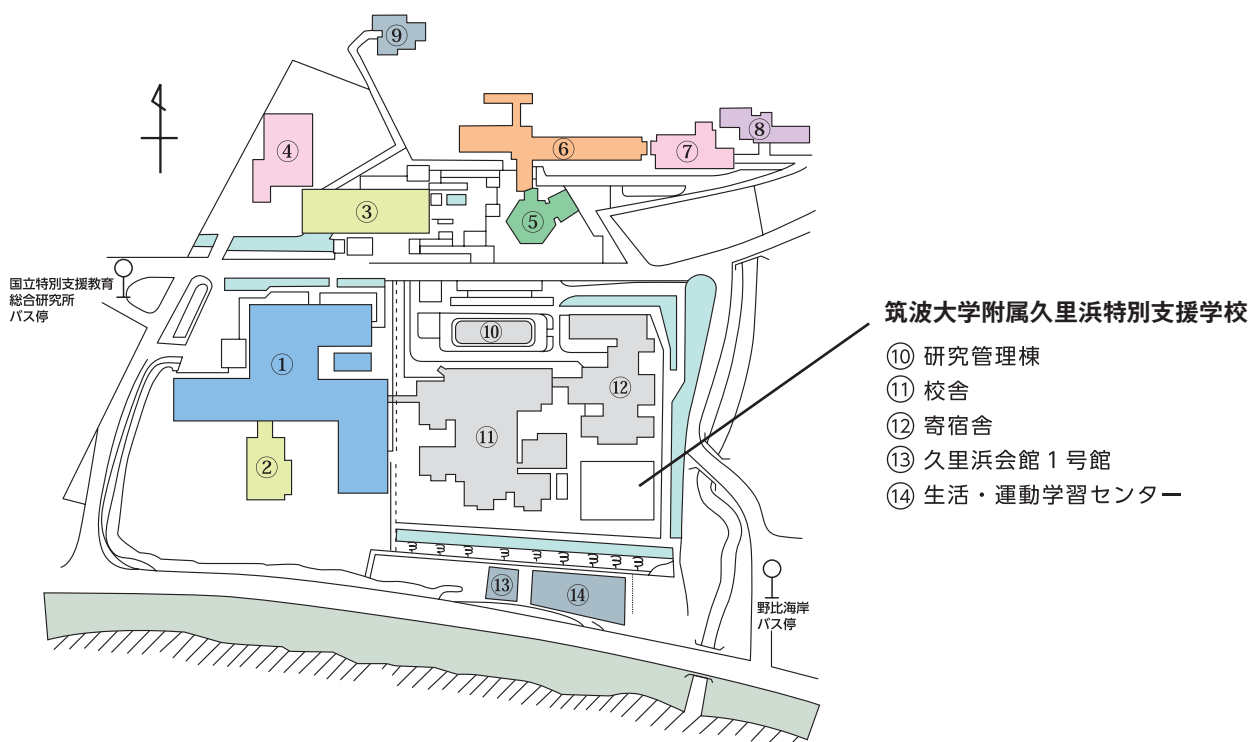 ⑨
⑧
④
⑥
⑦
③
⑤
国立特別支援教育
総合研究所
バス停
筑波大学附属久里浜特別支援学校
⑩
⑩ 研究管理棟
①
⑫
⑪ 校舎
⑪
⑫ 寄宿舎
②
⑬ 久里浜会館1号館
⑭ 生活・運動学習センター
⑬
⑭
野比海岸
バス停